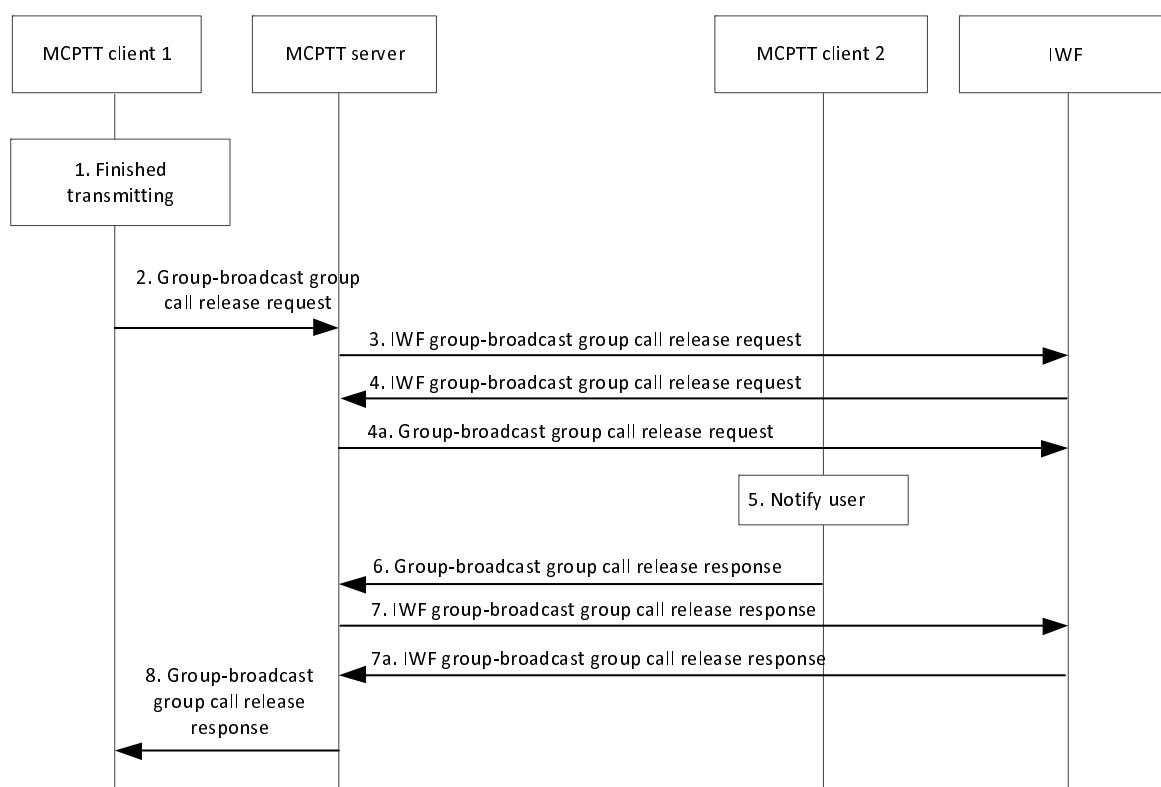 MCPTT client 1
MCPTT server
MCPTT client 2
IWF
1. Finished
transmitting
2. Group-broadcast group
call release request
3. IWF group-broadcast group call release request
4. IWF group-broadcast group call release request
4a. Group-broadcast group call release request
5. Notify user
6. Group-broadcast group call release response
7. IWF group-broadcast group call release response
7a. IWF group-broadcast group call release response
8. Group-broadcast
group call release
response